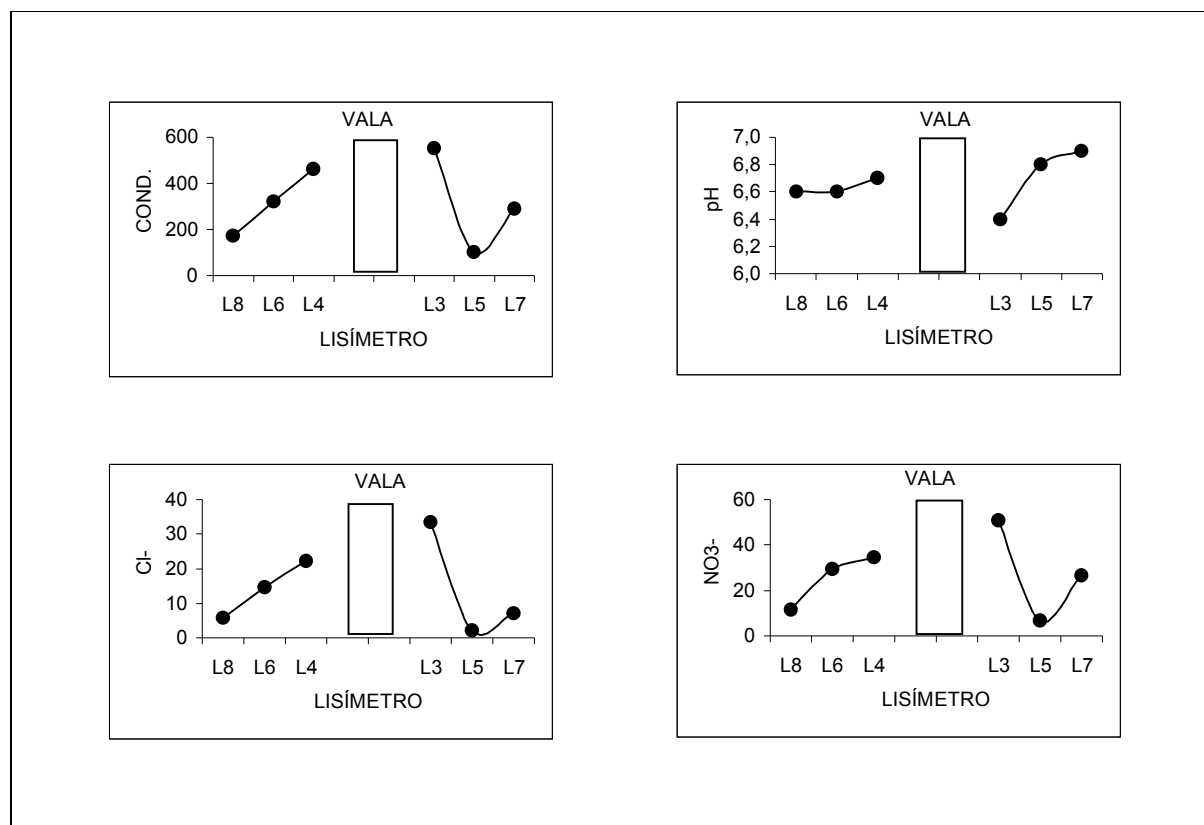 VALA
600
400
200
0
COND.
L8 L6 L4 L3 L5 L7
LISÍMETRO
VALA
7,0
6,8
6,6
6,4
6,2
6,0
pH
L8 L6 L4 L3 L5 L7
LISÍMETRO
VALA
40
30
20
10
0
Cl-
L8 L6 L4 L3 L5 L7
LISÍMETRO
VALA
60
40
20
0
NO3-
L8 L6 L4 L3 L5 L7
LISÍMETRO